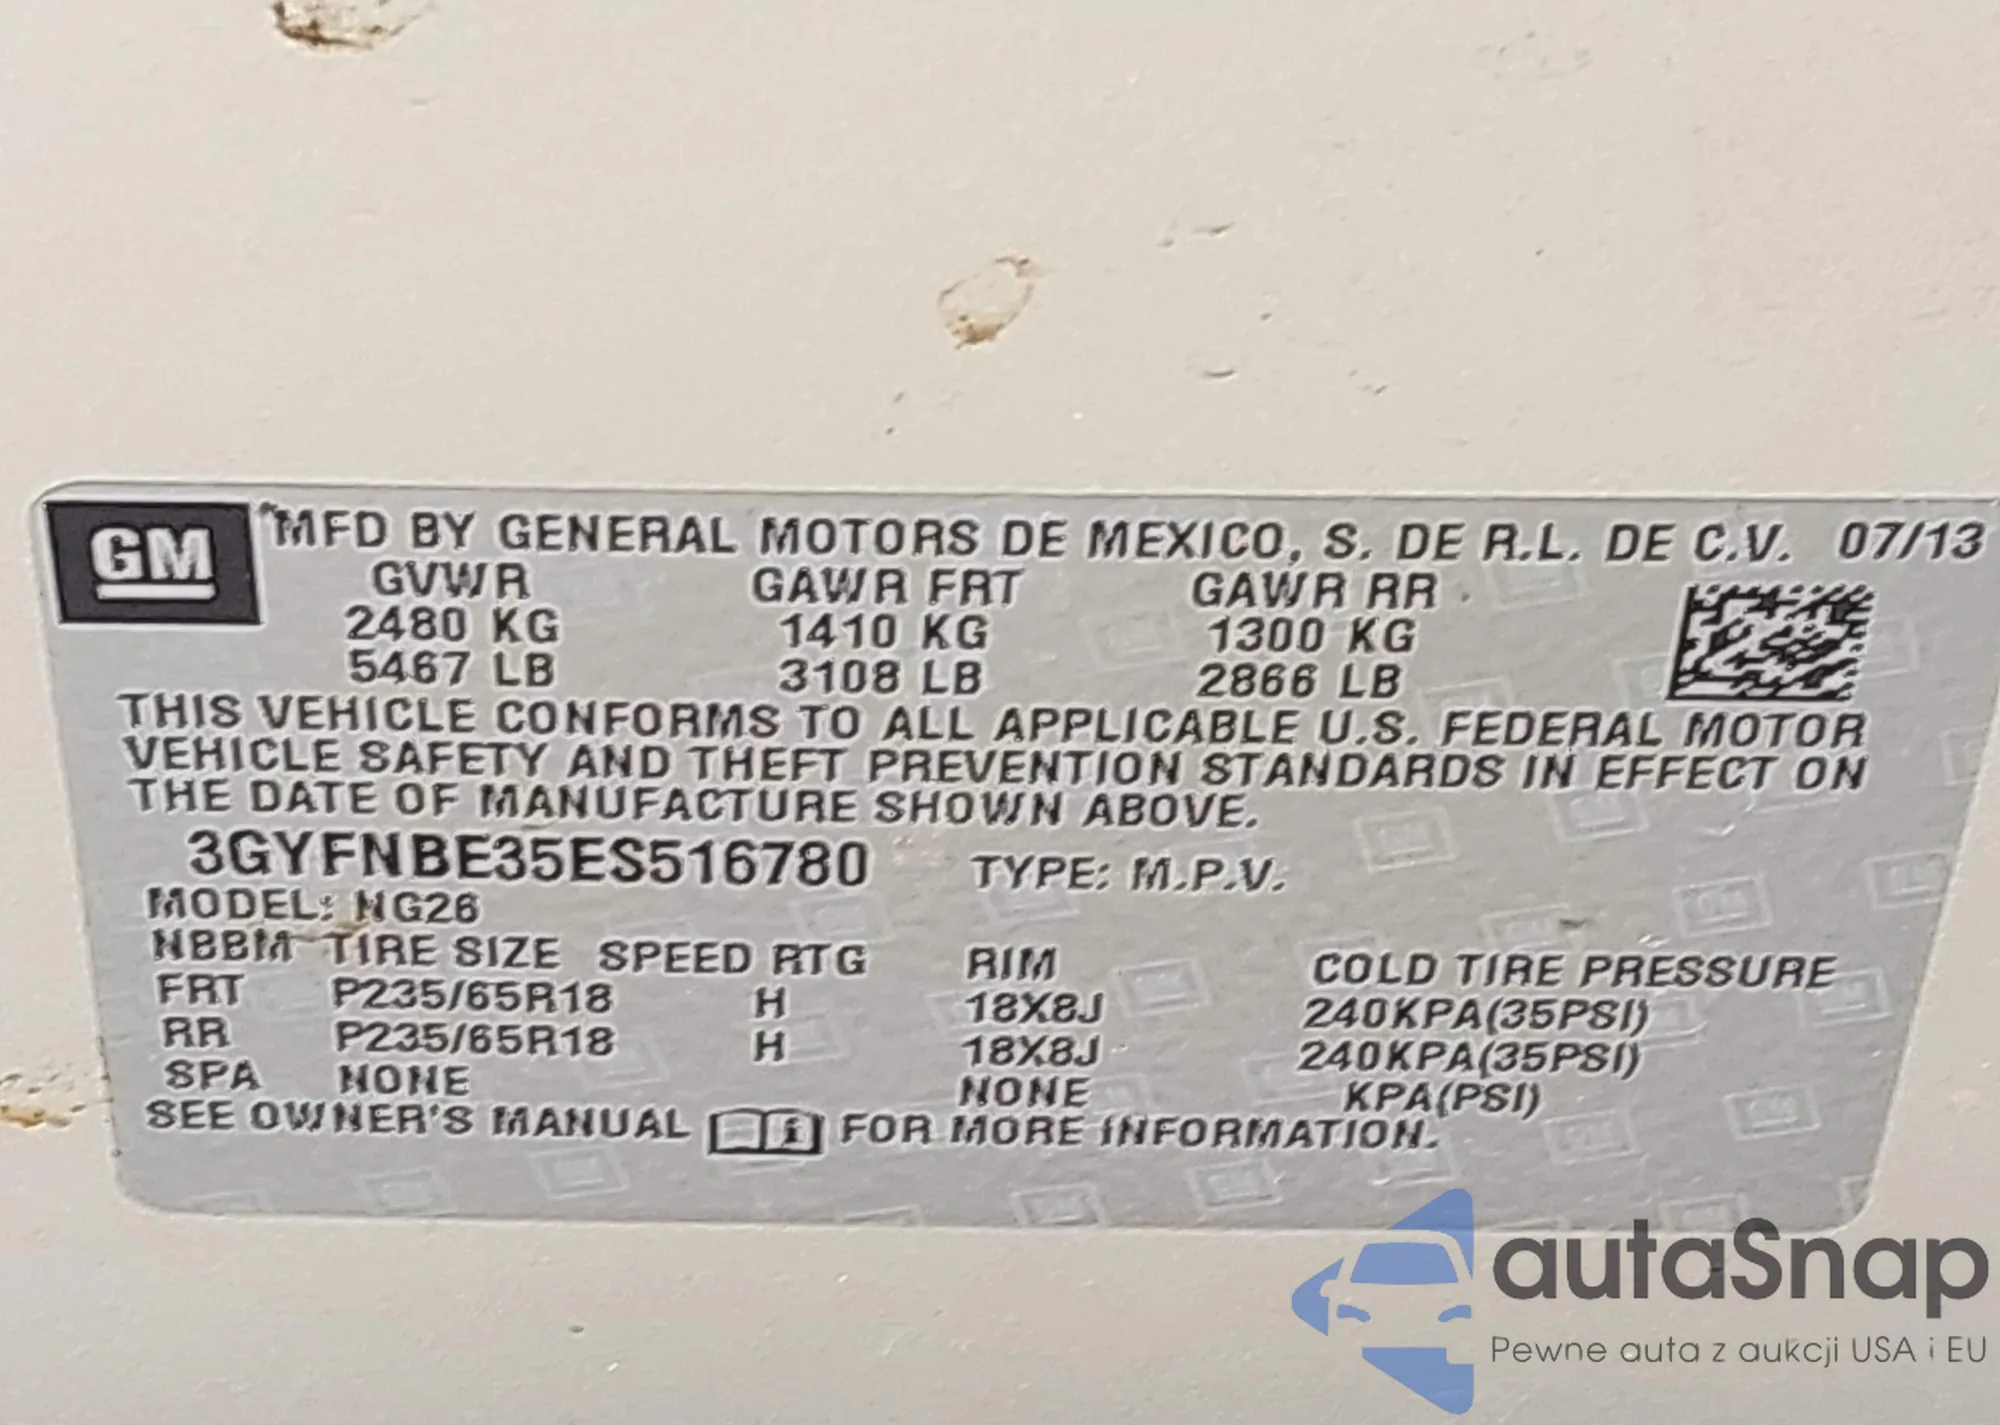 GM
MFD BY GENERAL MOTORS DE MEXICO, S. DE R.L. DE C.V. 07/13
GVWR GAWR FRT GAWR RR
2480 KG 1410 KG 1300 KG
5467 LB 3108 LB 2866 LB
THIS VEHICLE CONFORMS TO ALL APPLICABLE U.S. FEDERAL MOTOR
VEHICLE SAFETY AND THEFT PREVENTION STANDARDS IN EFFECT ON
THE DATE OF MANUFACTURE SHOWN ABOVE.
3GYFNBE35ES516780 TYPE: M.P.V.
MODEL: NG26
NBBM TIRE SIZE SPEED RTG RIM COLD TIRE PRESSURE
FRT P235/65R18 H 18X8J 240KPA(35PSI)
RR P235/65R18 H 18X8J 240KPA(35PSI)
SPA NONE NONE KPA(PSI)
SEE OWNER'S MANUAL i FOR MORE INFORMATION.
autaSnap
Pewne auta z aukcji USA i EU